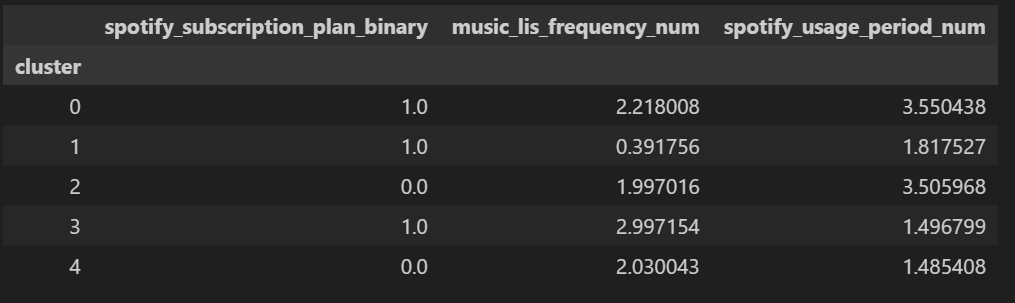 spotify_subscription_plan_binary music_lis_frequency_num spotify_usage_period_num
cluster
0 1.0 2.218008 3.550438
1 1.0 0.391756 1.817527
2 0.0 1.997016 3.505968
3 1.0 2.997154 1.496799
4 0.0 2.030043 1.485408